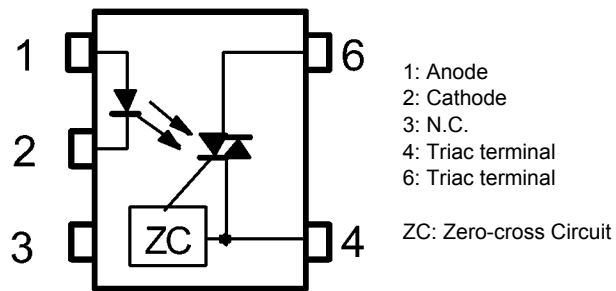 1
2
3
6
4
ZC
1: Anode
2: Cathode
3: N.C.
4: Triac terminal
6: Triac terminal
ZC: Zero-cross Circuit